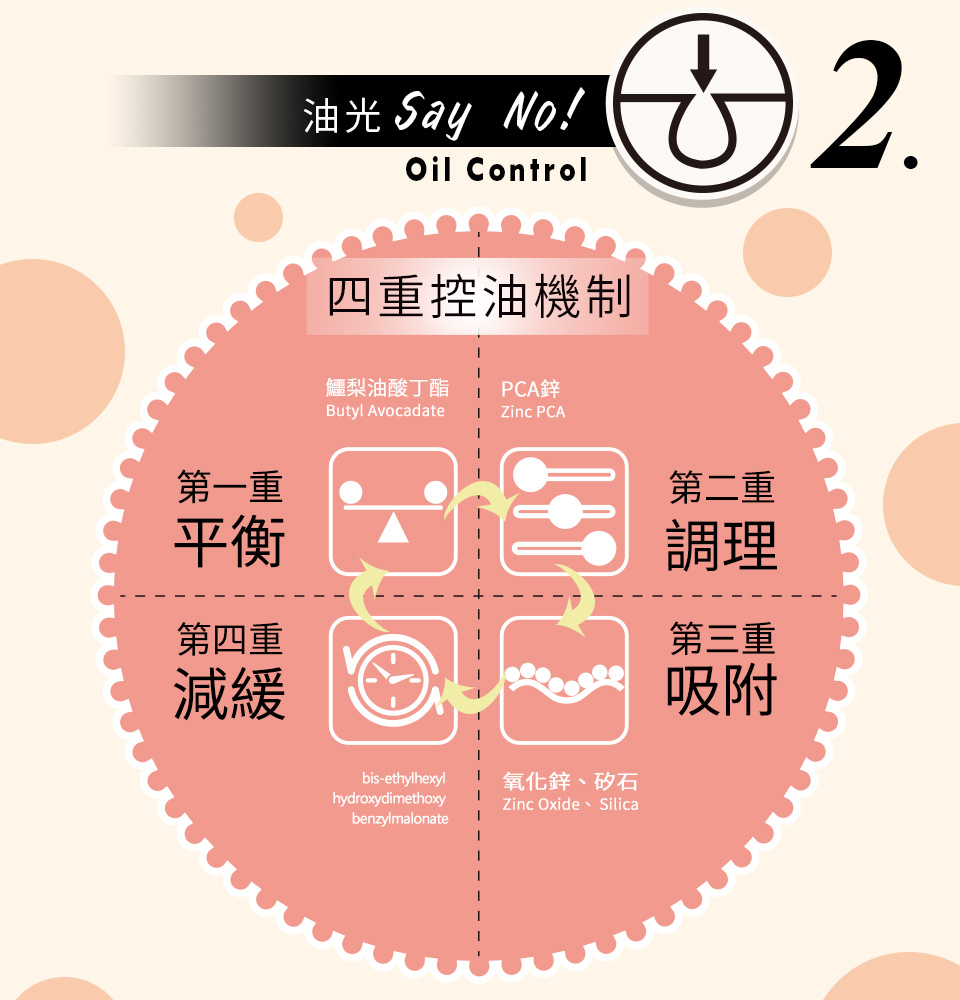 油光 Say No!
Oil Control
2.
四重控油機制
鱷梨油酸丁酯
Butyl Avocadate
第一重
平衡
PCA鋅
Zinc PCA
第二重
調理
第四重
減緩
bis-ethylhexyl
hydroxydimethoxy
benzylmalonate
第三重
吸附
氧化鋅、矽石
Zinc Oxide、Silica